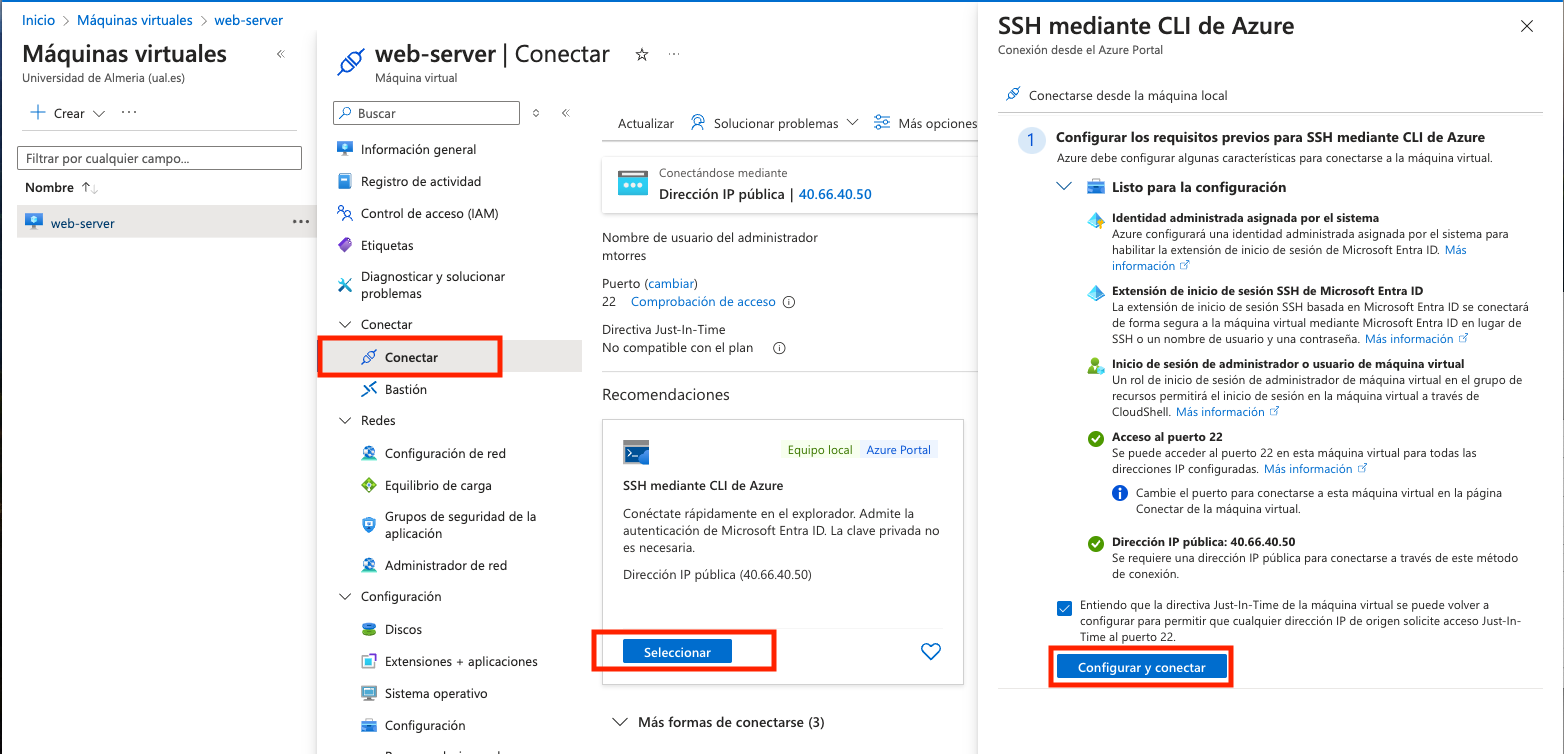 Inicio > Máquinas virtuales > web-server
Máquinas virtuales
Universidad de Almeria (ual.es)
Crear
Filtrar por cualquier campo...
Nombre
web-server
web-server | Conectar
Máquina virtual
Buscar
Información general
Registro de actividad
Control de acceso (IAM)
Etiquetas
Diagnosticar y solucionar
problemas
Conectar
Conectar
Bastión
Redes
Configuración de red
Equilibrio de carga
Grupos de seguridad de la
aplicación
Administrador de red
Configuración
Discos
Extensiones + aplicaciones
Sistema operativo
Configuración
Actualizar
Solucionar problemas
Más opciones
Conectándose mediante
Dirección IP pública | 40.66.40.50
Nombre de usuario del administrador
mtorres
Puerto (cambiar)
22 Comprobación de acceso
Directiva Just-In-Time
No compatible con el plan
Recomendaciones
Equipo local
Azure Portal
SSH mediante CLI de Azure
Conéctate rápidamente en el explorador. Admite la
autenticación de Microsoft Entra ID. La clave privada no
es necesaria.
Dirección IP pública (40.66.40.50)
Seleccionar
Más formas de conectarse (3)
SSH mediante CLI de Azure
Conexión desde el Azure Portal
Conectarse desde la máquina local
1 Configurar los requisitos previos para SSH mediante CLI de Azure
Azure debe configurar algunas características para conectarse a la máquina virtual.
Listo para la configuración
Identidad administrada asignada por el sistema
Azure configurará una identidad administrada asignada por el sistema para
habilitar la extensión de inicio de sesión de Microsoft Entra ID. Más
información
Extensión de inicio de sesión SSH de Microsoft Entra ID
La extensión de inicio de sesión SSH basada en Microsoft Entra ID se conectará
de forma segura a la máquina virtual mediante Microsoft Entra ID en lugar de
SSH o un nombre de usuario y una contraseña. Más información
Inicio de sesión de administrador o usuario de máquina virtual
Un rol de inicio de sesión de administrador de máquina virtual en el grupo de
recursos permitirá el inicio de sesión en la máquina virtual a través de
CloudShell. Más información
Acceso al puerto 22
Se puede acceder al puerto 22 en esta máquina virtual para todas las
direcciones IP configuradas. Más información
Cambie el puerto para conectarse a esta máquina virtual en la página
Conectar de la máquina virtual.
Dirección IP pública: 40.66.40.50
Se requiere una dirección IP pública para conectarse a través de este método
de conexión.
Entiendo que la directiva Just-In-Time de la máquina virtual se puede volver a
configurar para permitir que cualquier dirección IP de origen solicite acceso Just-In-
Time al puerto 22.
Configurar y conectar